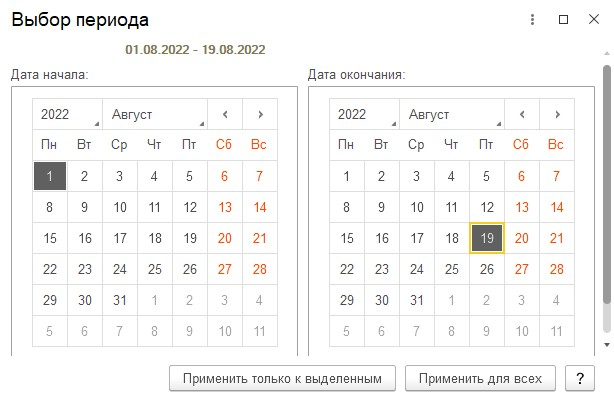 Выбор периода
01.08.2022 - 19.08.2022
Дата начала:
2022 Август ‹ ›
Пн Вт Ср Чт Пт Сб Вс
1 2 3 4 5 6 7
8 9 10 11 12 13 14
15 16 17 18 19 20 21
22 23 24 25 26 27 28
29 30 31 1 2 3 4
5 6 7 8 9 10 11
Дата окончания:
2022 Август ‹ ›
Пн Вт Ср Чт Пт Сб Вс
1 2 3 4 5 6 7
8 9 10 11 12 13 14
15 16 17 18 19 20 21
22 23 24 25 26 27 28
29 30 31 1 2 3 4
5 6 7 8 9 10 11
Применить только к выделенным
Применить для всех
?